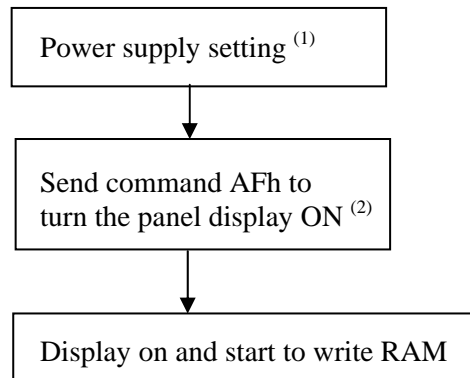 Power supply setting (1)
Send command AFh to
turn the panel display ON (2)
Display on and start to write RAM